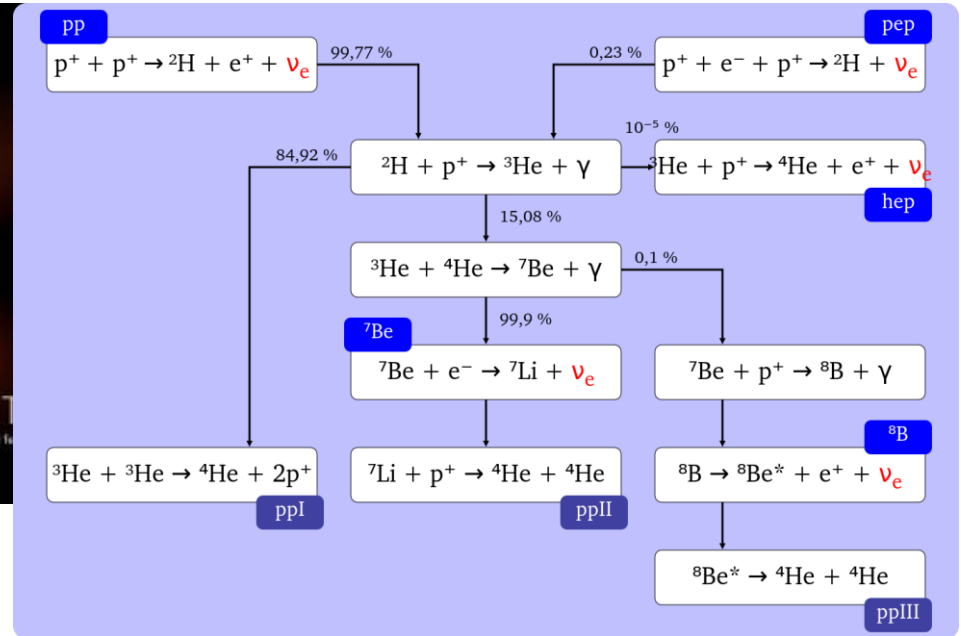 pp
pep
p⁺ + p⁺ → ²H + e⁺ + νₑ
99,77 %
0,23 %
p⁺ + e⁻ + p⁺ → ²H + νₑ
10⁻⁵ %
84,92 %
²H + p⁺ → ³He + γ
³He + p⁺ → ⁴He + e⁺ + νₑ
hep
15,08 %
³He + ⁴He → ⁷Be + γ
0,1 %
99,9 %
⁷Be
⁷Be + e⁻ → ⁷Li + νₑ
⁷Be + p⁺ → ⁸B + γ
⁸B
³He + ³He → ⁴He + 2p⁺
⁷Li + p⁺ → ⁴He + ⁴He
⁸B → ⁸Be* + e⁺ + νₑ
ppI
ppII
⁸Be* → ⁴He + ⁴He
ppIII